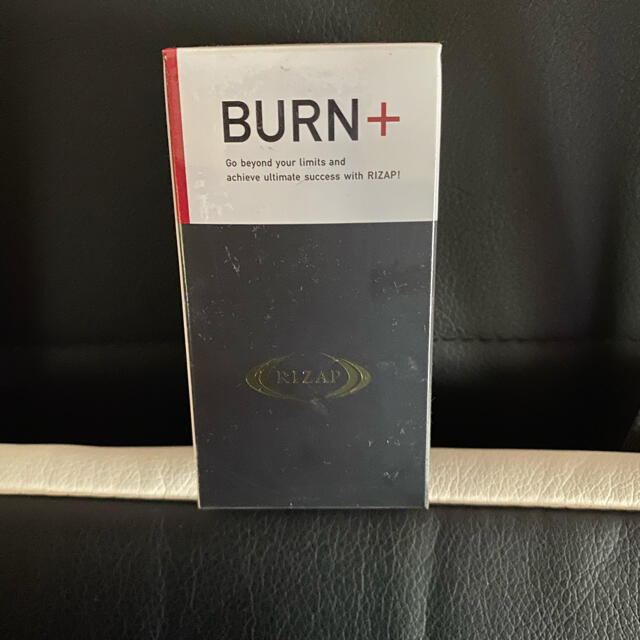 BURN+
Go beyond your limits and
achieve ultimate success with RIZAP!
RIZAP